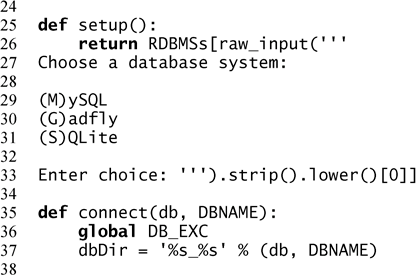 24
25 def setup():
26     return RDBMSs[raw_input('''
27 Choose a database system:
28
29 (M)ySQL
30 (G)adfly
31 (S)QLite
32
33 Enter choice: ''').strip().lower()[0]]
34
35 def connect(db, DBNAME):
36     global DB_EXC
37     dbDir = '%s_%s' % (db, DBNAME)
38